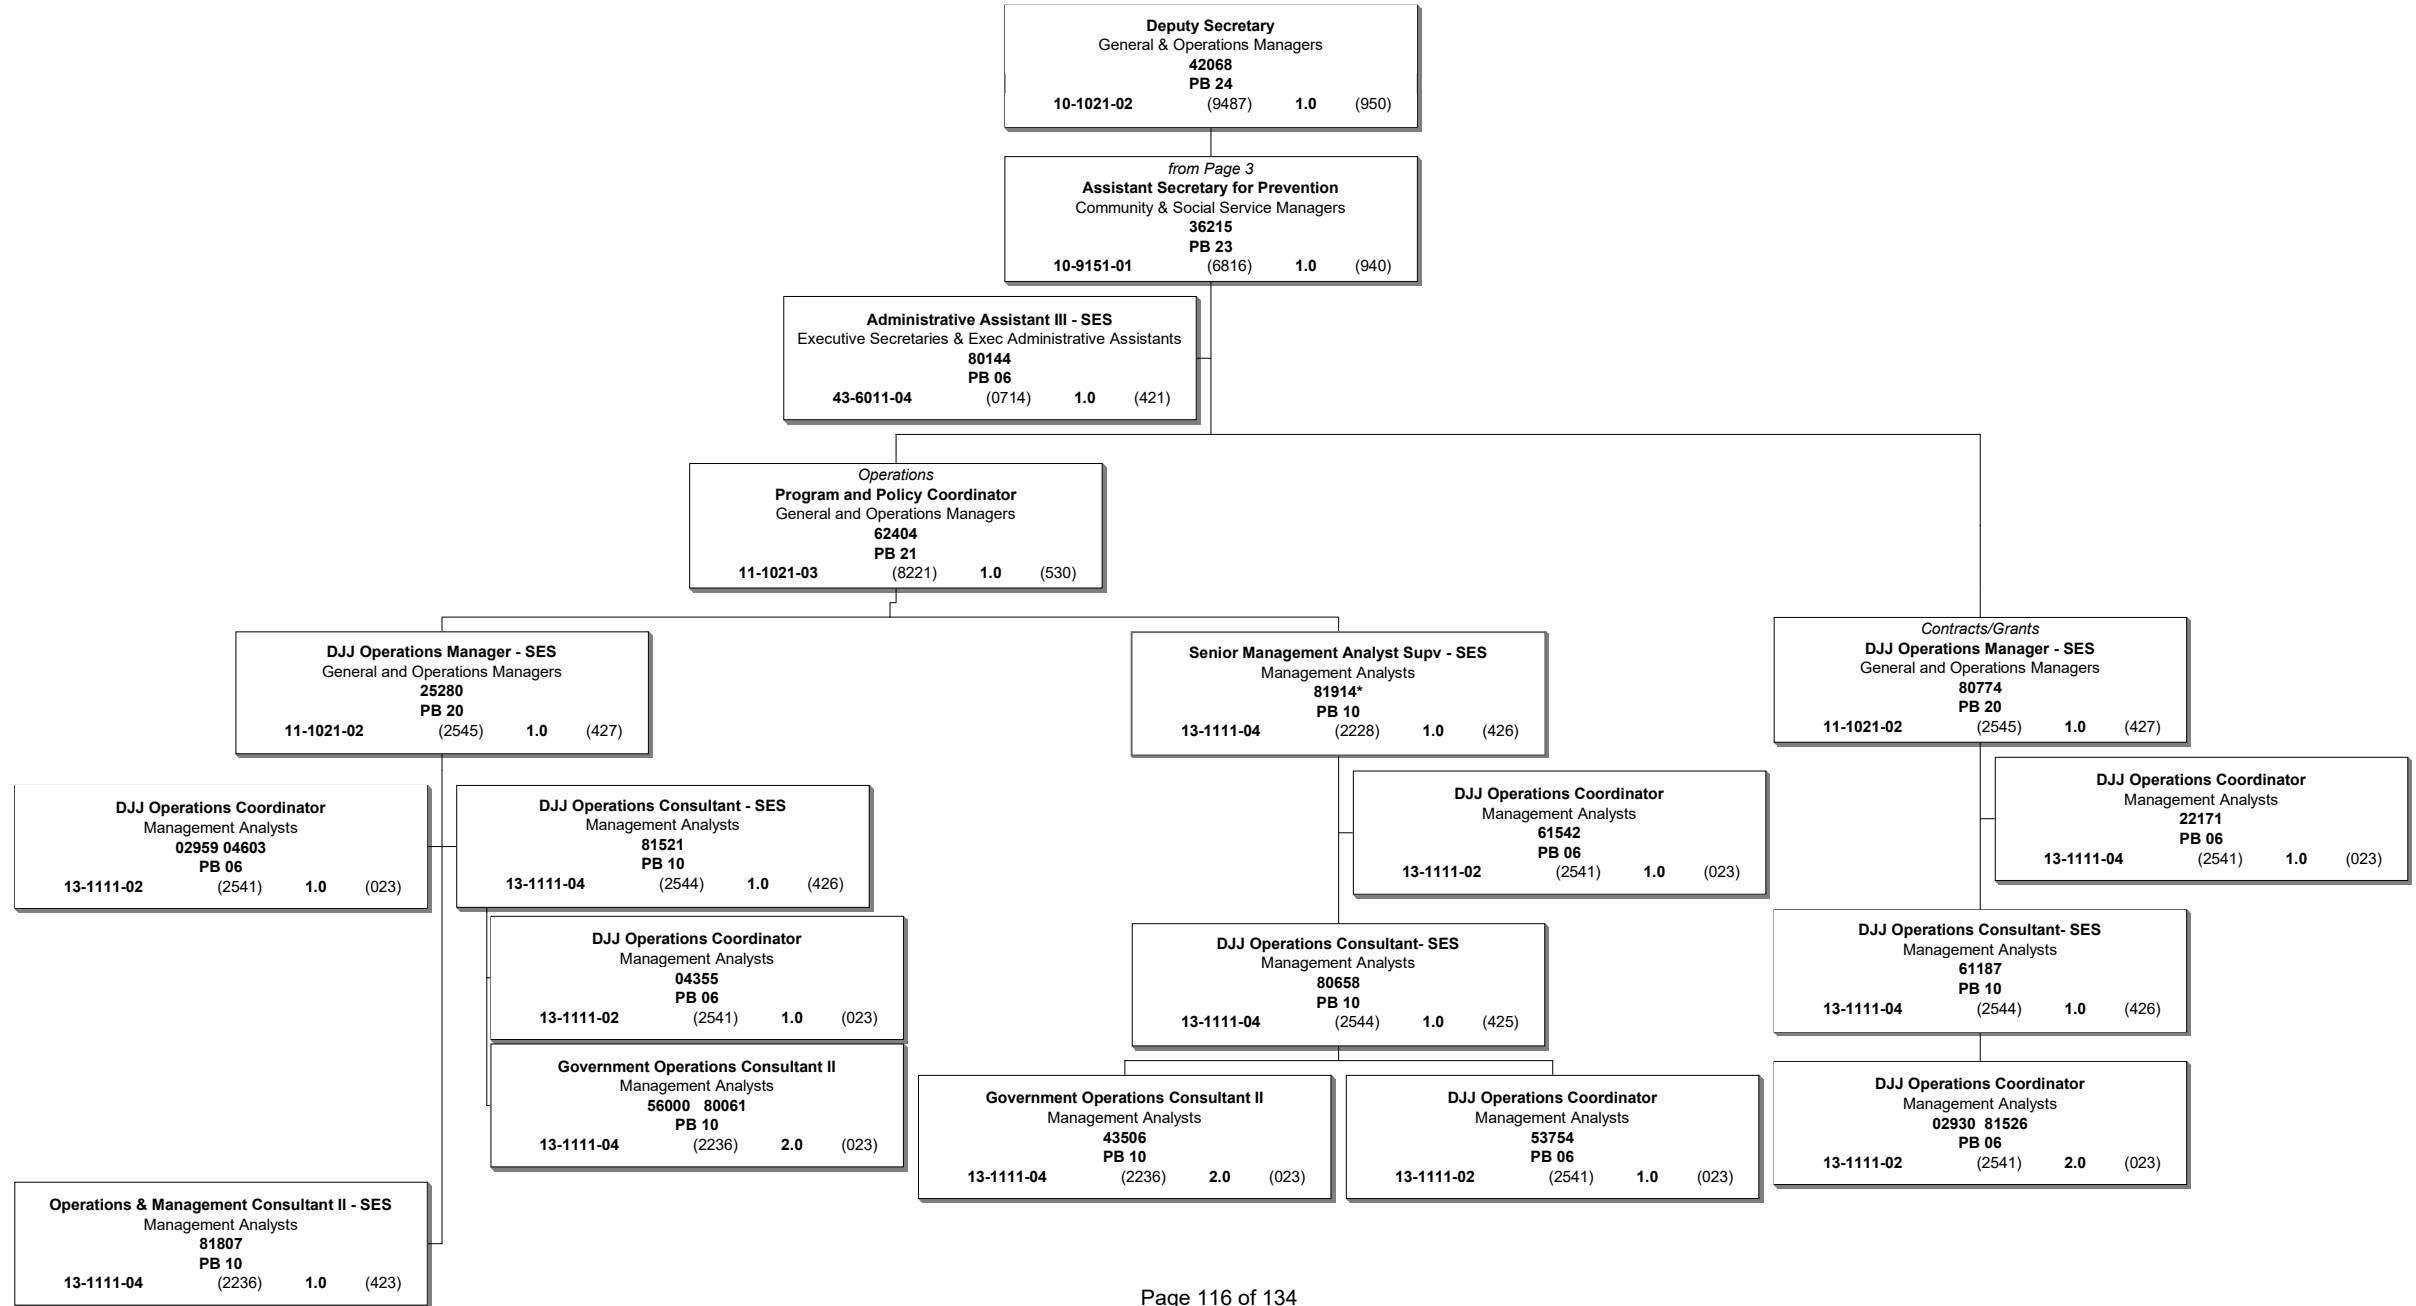 Deputy Secretary
General & Operations Managers
42068
PB 24
10-1021-02 (9487) 1.0 (950)
from Page 3
Assistant Secretary for Prevention
Community & Social Service Managers
36215
PB 23
10-9151-01 (6816) 1.0 (940)
Administrative Assistant III - SES
Executive Secretaries & Exec Administrative Assistants
80144
PB 06
43-6011-04 (0714) 1.0 (421)
Operations
Program and Policy Coordinator
General and Operations Managers
62404
PB 21
11-1021-03 (8221) 1.0 (530)
DJJ Operations Manager - SES
General and Operations Managers
25280
PB 20
11-1021-02 (2545) 1.0 (427)
Senior Management Analyst Supv - SES
Management Analysts
81914*
PB 10
13-1111-04 (2228) 1.0 (426)
Contracts/Grants
DJJ Operations Manager - SES
General and Operations Managers
80774
PB 20
11-1021-02 (2545) 1.0 (427)
DJJ Operations Coordinator
Management Analysts
02959 04603
PB 06
13-1111-02 (2541) 1.0 (023)
DJJ Operations Consultant - SES
Management Analysts
81521
PB 10
13-1111-04 (2544) 1.0 (426)
DJJ Operations Coordinator
Management Analysts
61542
PB 06
13-1111-02 (2541) 1.0 (023)
DJJ Operations Coordinator
Management Analysts
22171
PB 06
13-1111-04 (2541) 1.0 (023)
DJJ Operations Coordinator
Management Analysts
04355
PB 06
13-1111-02 (2541) 1.0 (023)
DJJ Operations Consultant- SES
Management Analysts
80658
PB 10
13-1111-04 (2544) 1.0 (425)
DJJ Operations Consultant- SES
Management Analysts
61187
PB 10
13-1111-04 (2544) 1.0 (426)
Government Operations Consultant II
Management Analysts
56000 80061
PB 10
13-1111-04 (2236) 2.0 (023)
Government Operations Consultant II
Management Analysts
43506
PB 10
13-1111-04 (2236) 2.0 (023)
DJJ Operations Coordinator
Management Analysts
53754
PB 06
13-1111-02 (2541) 1.0 (023)
DJJ Operations Coordinator
Management Analysts
02930 81526
PB 06
13-1111-02 (2541) 2.0 (023)
Operations & Management Consultant II - SES
Management Analysts
81807
PB 10
13-1111-04 (2236) 1.0 (423)
Page 116 of 134